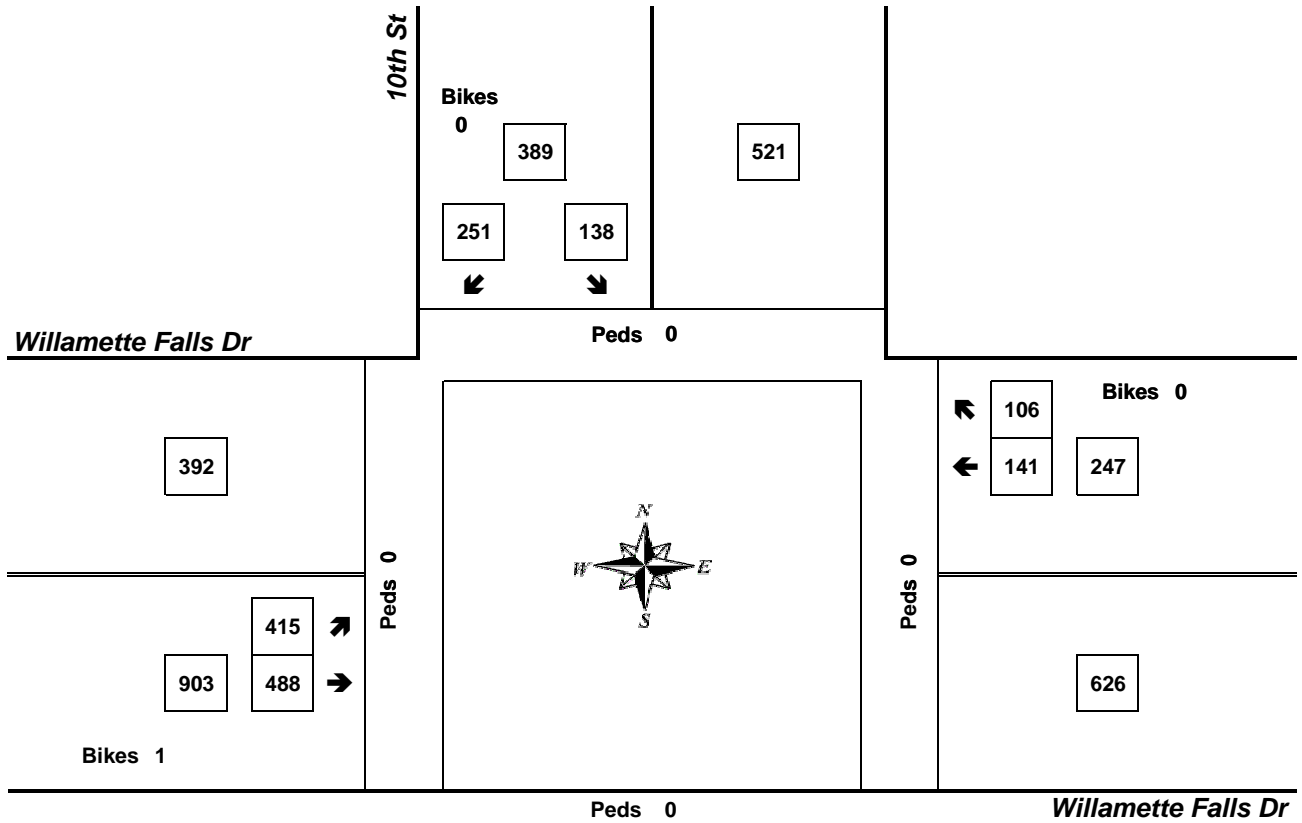 10th St
Bikes
0
389
521
251
138
Willamette Falls Dr
Peds 0
106
Bikes 0
392
141
247
N
W
E
S
Peds 0
Peds 0
415
903
488
626
Bikes 1
Peds 0
Willamette Falls Dr